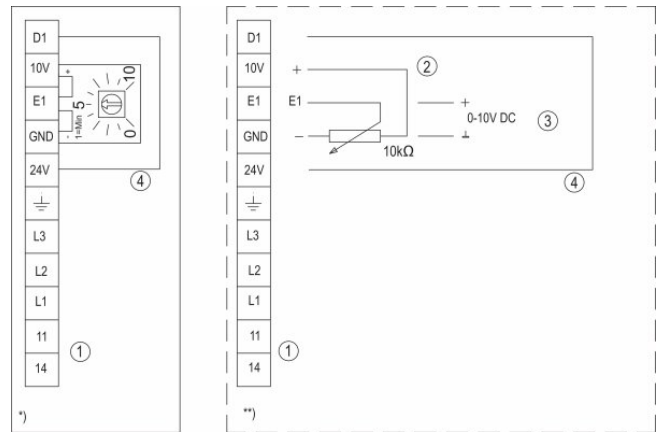 D1
10V
E1
GND
24V
L3
L2
L1
11
14
+
-
1=Min
0
5
10
4
1
*)
D1
10V
E1
GND
24V
L3
L2
L1
11
14
+
E1
–
10kΩ
2
+
0-10V DC
3
4
1
**)